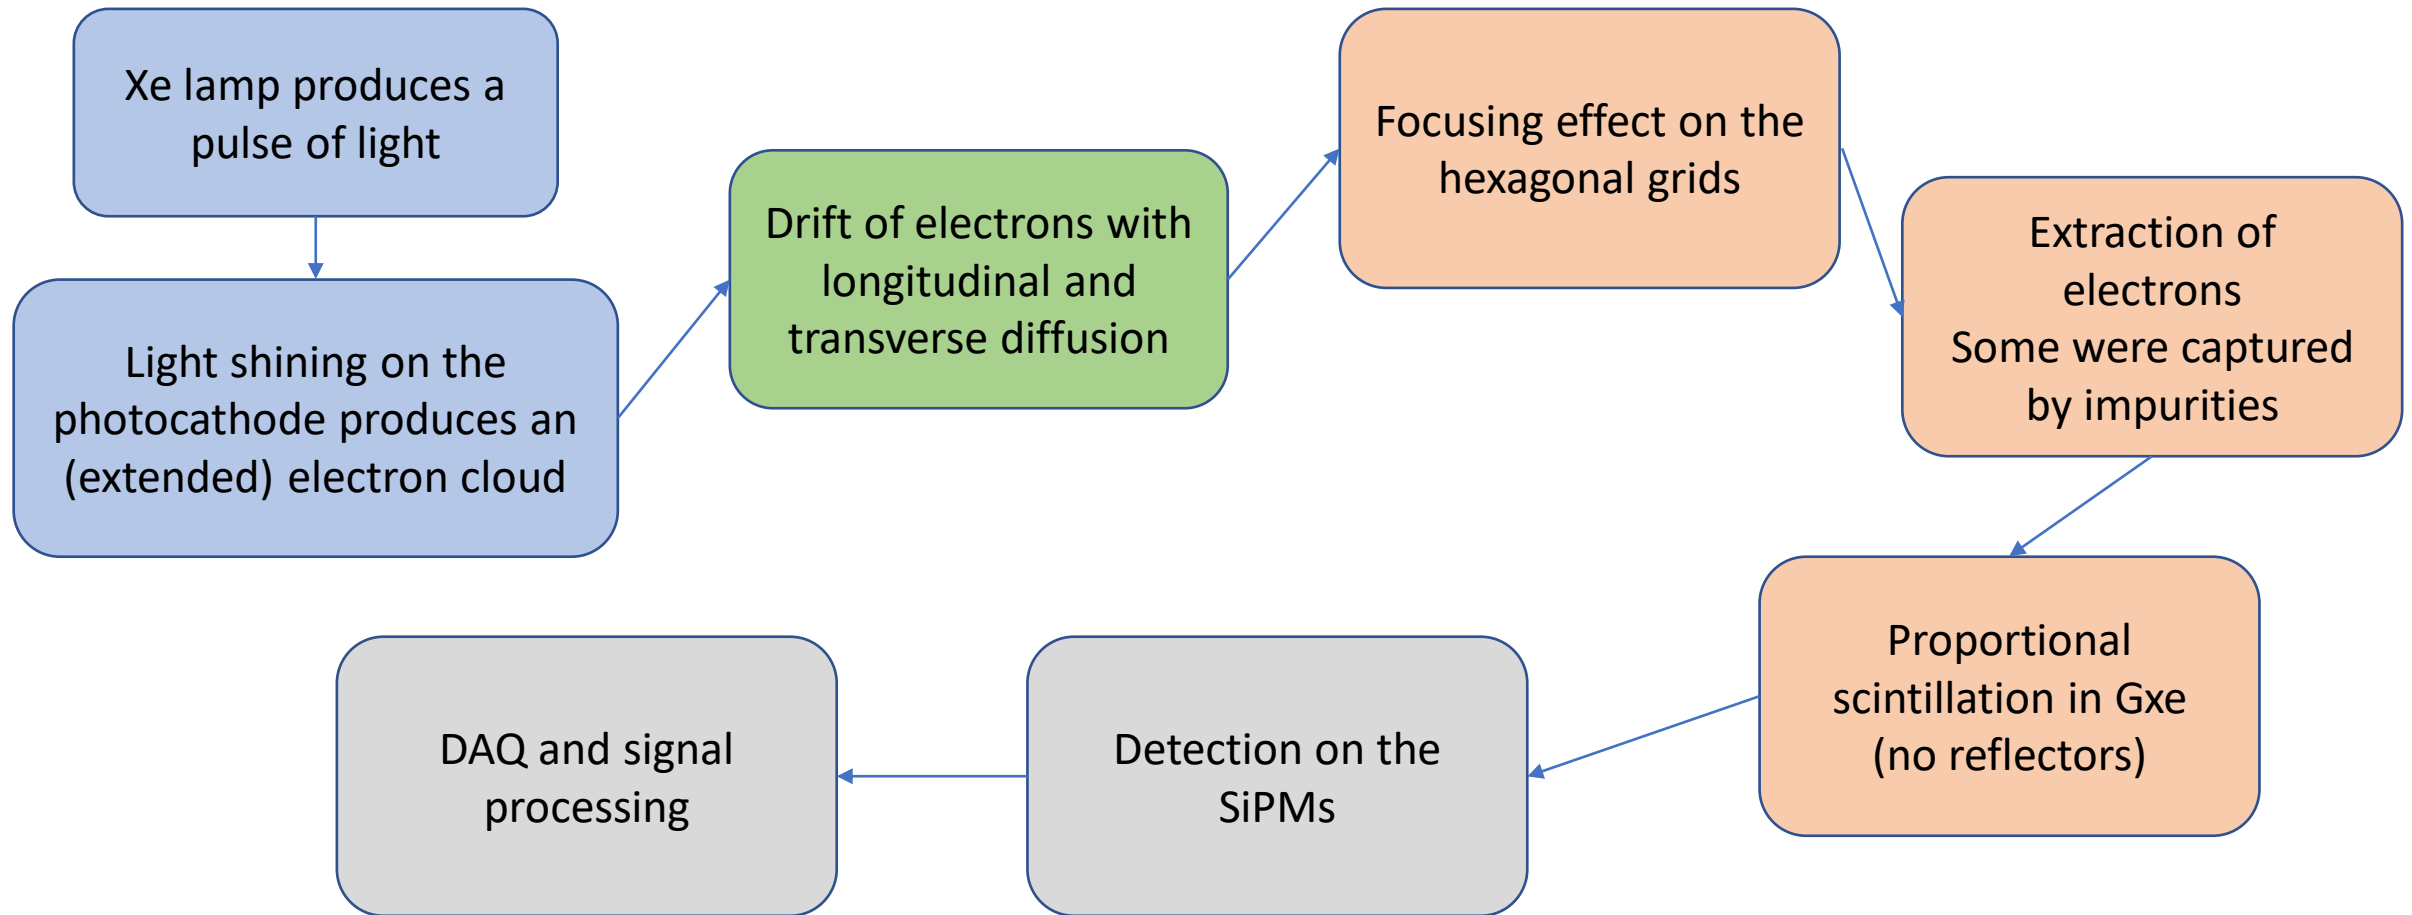 Xe lamp produces a
pulse of light
Light shining on the
photocathode produces an
(extended) electron cloud
Drift of electrons with
longitudinal and
transverse diffusion
Focusing effect on the
hexagonal grids
Extraction of
electrons
Some were captured
by impurities
Proportional
scintillation in Gxe
(no reflectors)
Detection on the
SiPMs
DAQ and signal
processing